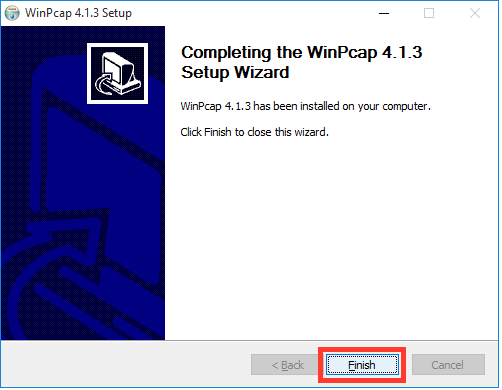 WinPcap 4.1.3 Setup
Completing the WinPcap 4.1.3
Setup Wizard
WinPcap 4.1.3 has been installed on your computer.
Click Finish to close this wizard.
< Back
Finish
Cancel